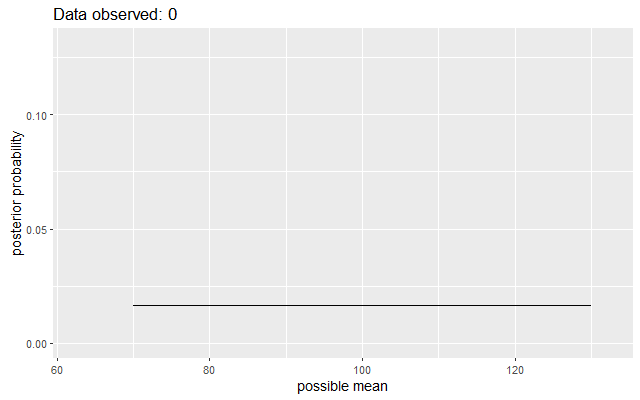 Data observed: 0
posterior probability
0.10
0.05
0.00
60 80 100 120
possible mean